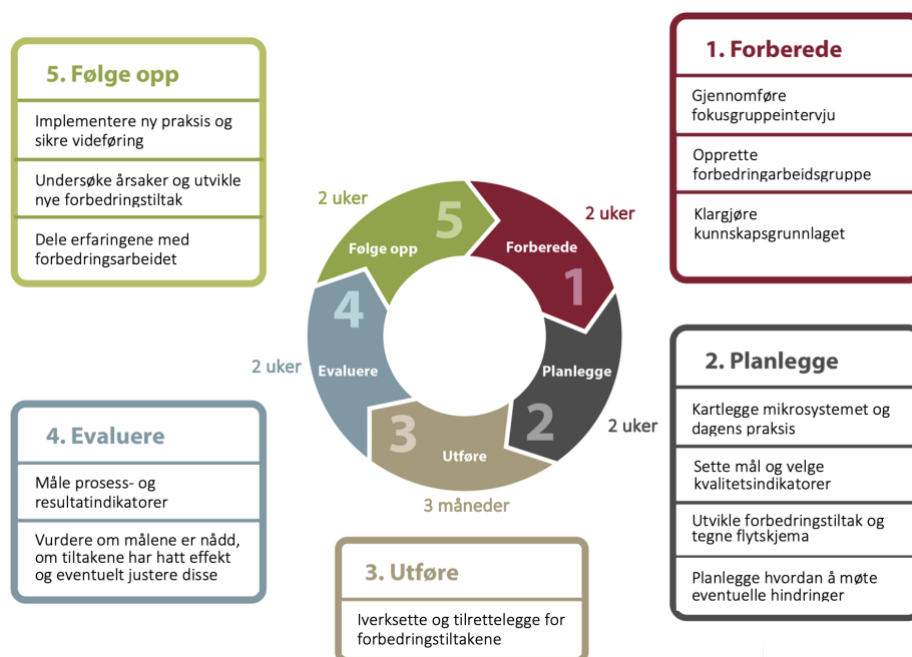 1. Forberede
Gjennomføre
fokusgruppeintervju
Opprette
forbedringarbeidsgruppe
Klargjøre
kunnskapsgrunnlaget
2. Planlegge
Kartlegge mikrosystemet og
dagens praksis
Sette mål og velge
kvalitetsindikatorer
Utvikle forbedringstiltak og
tegne flytskjema
Planlegge hvordan å møte
eventuelle hindringer
3. Utføre
Iverksette og tilrettelegge for
forbedringstiltakene
4. Evaluere
Måle prosess- og
resultatindikatorer
Vurdere om målene er nådd,
om tiltakene har hatt effekt
og eventuelt justere disse
5. Følge opp
Implementere ny praksis og
sikre videføring
Undersøke årsaker og utvikle
nye forbedringstiltak
Dele erfaringene med
forbedringsarbeidet
2 uker
Forberede
1
2 uker
Planlegge
2
3 måneder
Utføre
3
2 uker
Evaluere
4
2 uker
Følge opp
5